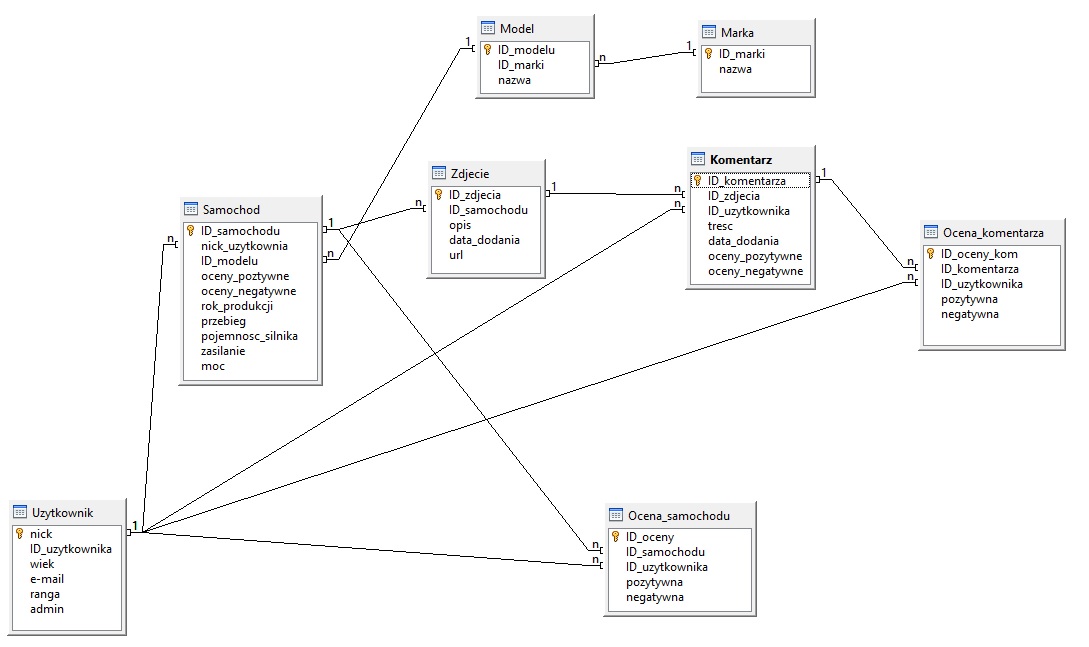 Model
ID_modelu
ID_marki
nazwa
Marka
ID_marki
nazwa
Zdjecie
ID_zdjecia
ID_samochodu
opis
data_dodania
url
Komentarz
ID_komentarza
ID_zdjecia
ID_uzytkownika
tresc
data_dodania
oceny_pozytywne
oceny_negatywne
Samochod
ID_samochodu
nick_uzytkownia
ID_modelu
oceny_poztywne
oceny_negatywne
rok_produkcji
przebieg
pojemnosc_silnika
zasilanie
moc
Ocena_komentarza
ID_oceny_kom
ID_komentarza
ID_uzytkownika
pozytywna
negatywna
Uzytkownik
nick
ID_uzytkownika
wiek
e-mail
ranga
admin
Ocena_samochodu
ID_oceny
ID_samochodu
ID_uzytkownika
pozytywna
negatywna
1
n
1
1
n
n
1
n
n
1
n
n
n
1
n
n